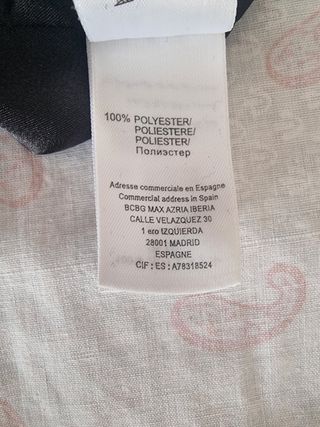 100% POLYESTER/
POLIESTERE/
POLIESTER/
Полиэстер
Adresse commerciale en Espagne
Commercial address in Spain
BCBG MAX AZRIA IBERIA
CALLE VELAZQUEZ 30
1 ero IZQUIERDA
28001 MADRID
ESPAGNE
CIF: ES: A78318524